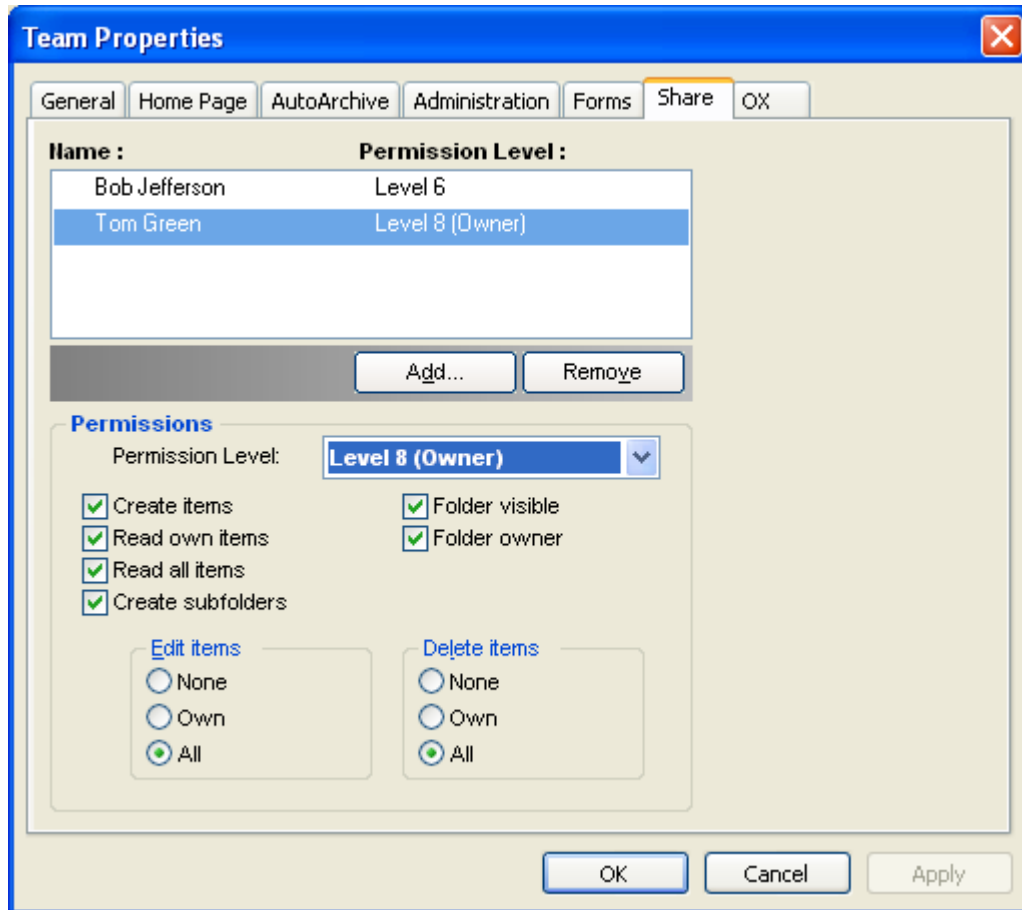 Team Properties
General Home Page AutoArchive Administration Forms Share OX
Name : Permission Level :
Bob Jefferson Level 6
Tom Green Level 8 (Owner)
Add... Remove
Permissions
Permission Level: Level 8 (Owner)
Create items Folder visible
Read own items Folder owner
Read all items
Create subfolders
Edit items Delete items
None None
Own Own
All All
OK Cancel Apply